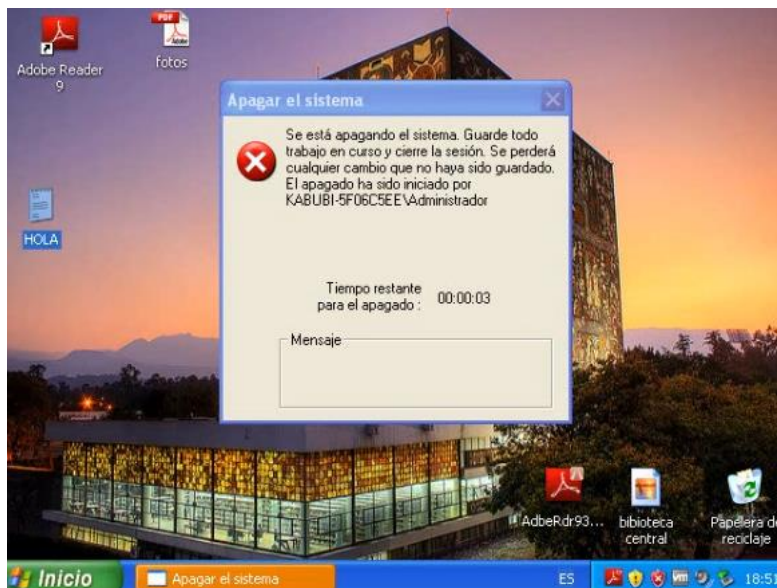 Adobe Reader
9
PDF
Adobe
fotos
HOLA
Apagar el sistema
Se está apagando el sistema. Guarde todo
trabajo en curso y cierre la sesión. Se perderá
cualquier cambio que no haya sido guardado.
El apagado ha sido iniciado por
KABUBI-5F06C5EE\Administrador
Tiempo restante
para el apagado :
00:00:03
Mensaje
AdbeRdr93...
biblioteca
central
Papelera de
reciclaje
Inicio
Apagar el sistema
ES
18:51